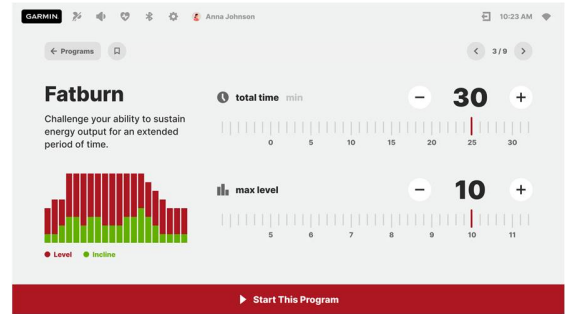 GARMIN.
Anna Johnson
10:23 AM
← Programs
3/9
Fatburn
Challenge your ability to sustain
energy output for an extended
period of time.
Level
Incline
total time min
30
0 5 10 15 20 25 30
max level
10
5 6 7 8 9 10 11
Start This Program